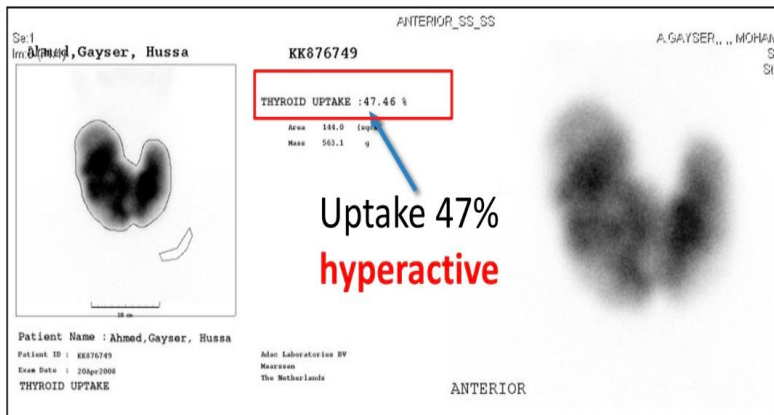 ANTERIOR_SS_SS
Se:1
Ahmed,Gayser, Hussa
KK876749
A.GAYSER,, ,, MOHAM
THYROID UPTAKE :47.46 %
Area 144.0
Mass 563.1 g
Uptake 47%
hyperactive
10 cm
Patient Name : Ahmed,Gayser, Hussa
Patient ID : KK876749
Exam Date : 20Apr2008
THYROID UPTAKE
Adac Laboratories BV
Maarssen
The Netherlands
ANTERIOR